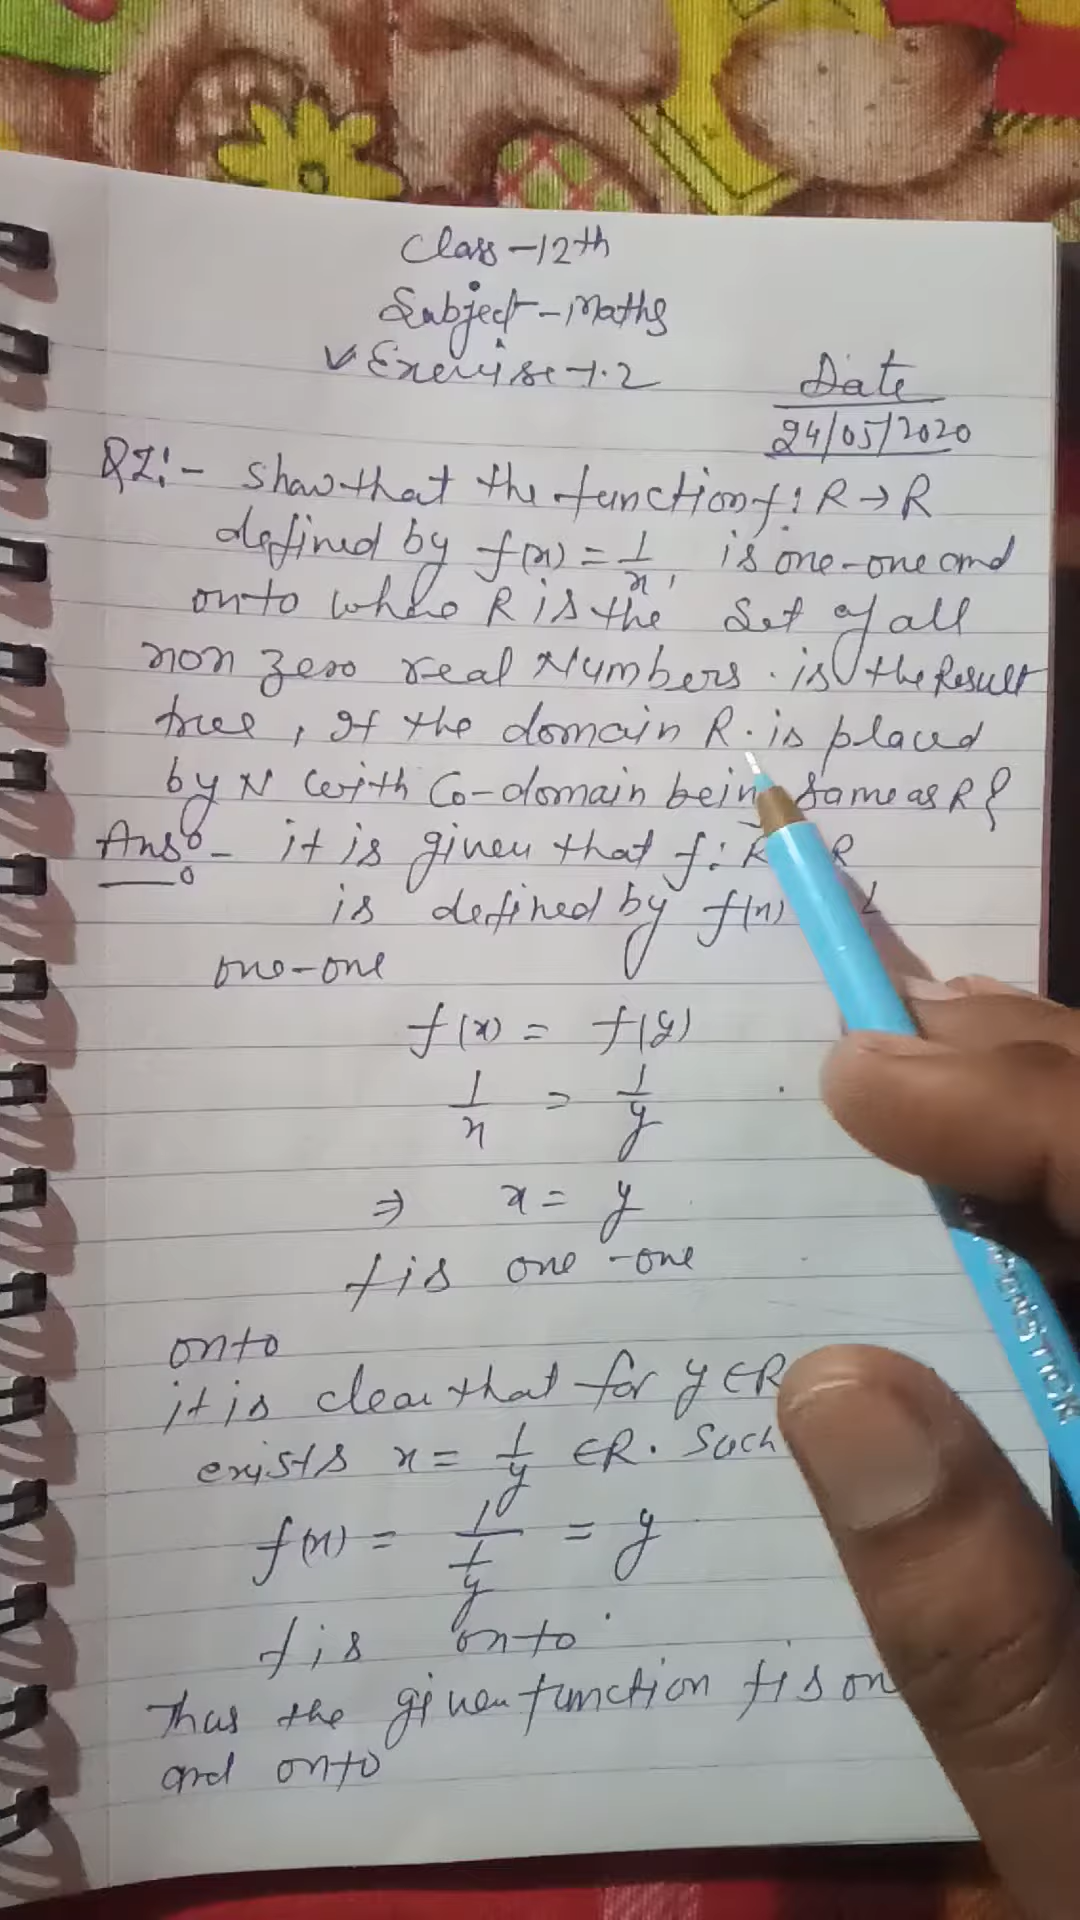 Class-12th
Subject-Maths
✓Exercise-1.2
Date
24/05/2020
Q1:- Show that the function f: R→R
defined by f(x) = 1/x, is one-one and
onto where R is the Set of all
non zero real Numbers. is the Result
true, If the domain R. is placed
by N with Co-domain being same as R?
Ans:- it is given that f: R R
is defined by f(x)
one-one
f(x) = f(y)
1/x = 1/y
⇒ x = y
f is one-one
onto
it is clear that for y ∈ R
exists x = 1/y ∈ R. Such
f(x) = 1/(1/y) = y
f is onto
Thus the given function f is on
and onto
PENSTICK